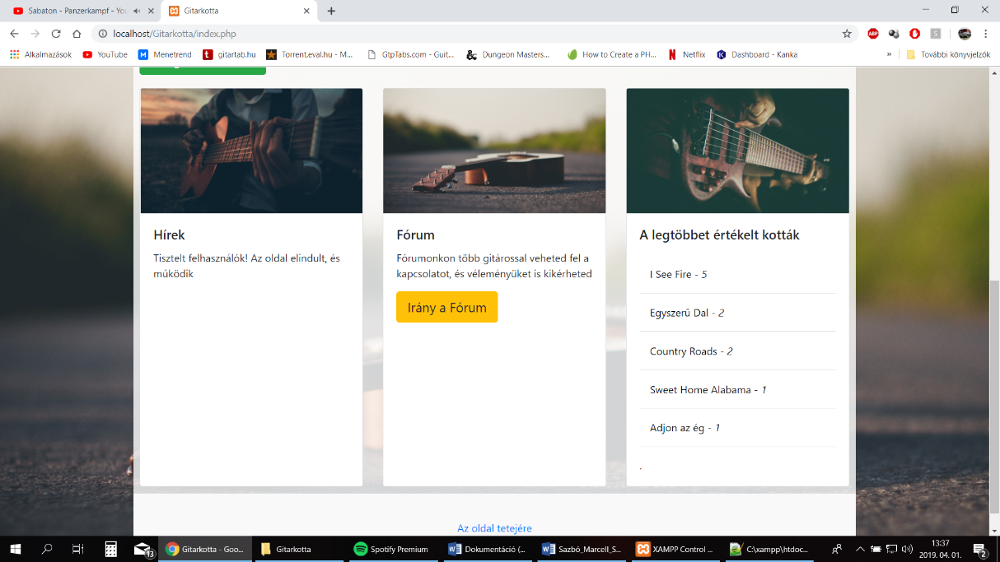 Sabaton - Panzerkampf - You
Gitarkotta
localhost/Gitarkotta/index.php
ABP
S
Alkalmazások
YouTube
Menetrend
gitartab.hu
Torrent.eval.hu - M...
GtpTabs.com - Guit...
Dungeon Masters...
How to Create a PH...
Netflix
Dashboard - Kanka
»
További könyvjelzők
Hírek
Tisztelt felhasználók! Az oldal elindult, és
múködik
Fórum
Fórumonkon több gitárossal veheted fel a
kapcsolatot, és véleményüket is kikérheted
Irány a Fórum
A legtöbbet értékelt kották
I See Fire - 5
Egyszerű Dal - 2
Country Roads - 2
Sweet Home Alabama - 1
Adjon az ég - 1
.
Az oldal tetejére
13
Gitarkotta - Goo...
Gitarkotta
Spotify Premium
Dokumentáció (...
Sazbó_Marcell_S...
XAMPP Control ...
C:\xampp\htdoc...
13:37
2019. 04. 01.
2